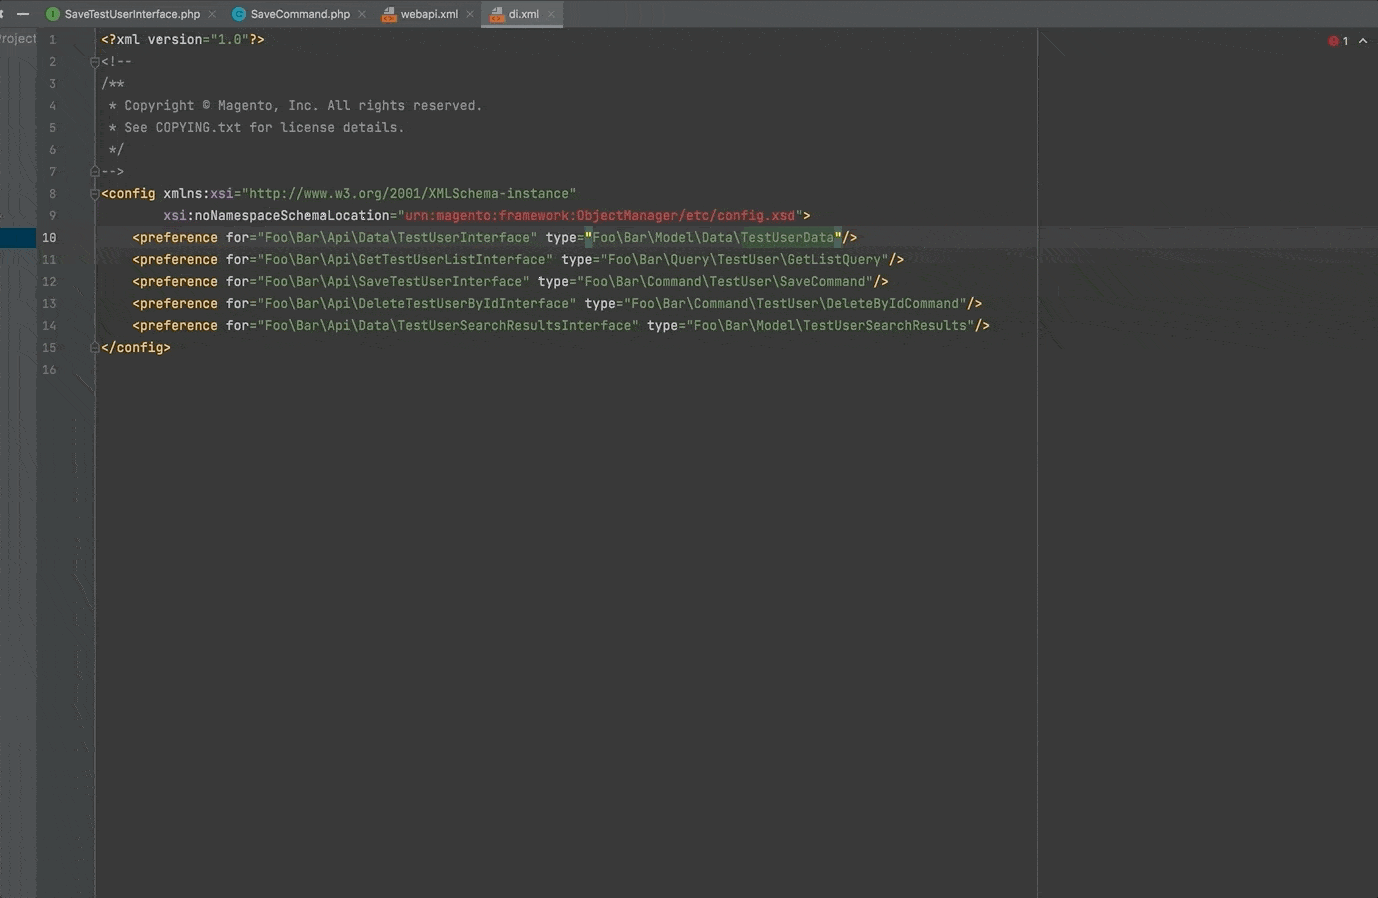 SaveTestUserInterface.php SaveCommand.php webapi.xml di.xml
Project
1 <?xml version="1.0"?>
1
2 <!--
3 /**
4 * Copyright © Magento, Inc. All rights reserved.
5 * See COPYING.txt for license details.
6 */
7 -->
8 <config xmlns:xsi="http://www.w3.org/2001/XMLSchema-instance"
9 xsi:noNamespaceSchemaLocation="urn:magento:framework:ObjectManager/etc/config.xsd">
10 <preference for="Foo\Bar\Api\Data\TestUserInterface" type="Foo\Bar\Model\Data\TestUserData"/>
11 <preference for="Foo\Bar\Api\GetTestUserListInterface" type="Foo\Bar\Query\TestUser\GetListQuery"/>
12 <preference for="Foo\Bar\Api\SaveTestUserInterface" type="Foo\Bar\Command\TestUser\SaveCommand"/>
13 <preference for="Foo\Bar\Api\DeleteTestUserByIdInterface" type="Foo\Bar\Command\TestUser\DeleteByIdCommand"/>
14 <preference for="Foo\Bar\Api\Data\TestUserSearchResultsInterface" type="Foo\Bar\Model\TestUserSearchResults"/>
15 </config>
16